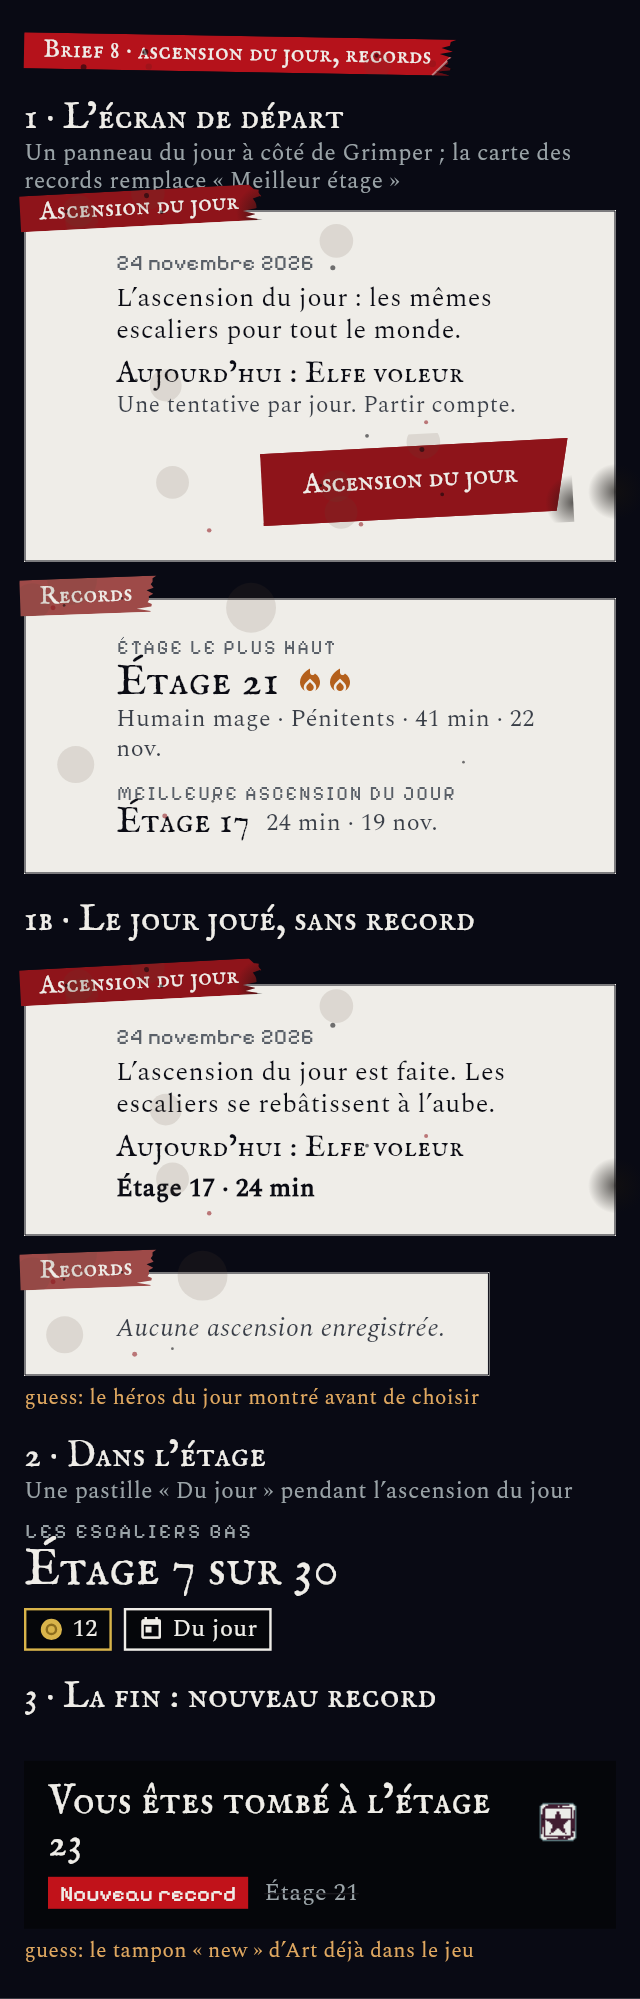 Brief 8 · ascension du jour, records
1 · L’écran de départ
Un panneau du jour à côté de Grimper ; la carte des
records remplace « Meilleur étage »
Ascension du jour
24 novembre 2026
L’ascension du jour : les mêmes
escaliers pour tout le monde.
Aujourd’hui : Elfe voleur
Une tentative par jour. Partir compte.
Ascension du jour
Records
ÉTAGE LE PLUS HAUT
Étage 21
Humain mage · Pénitents · 41 min · 22
nov.
MEILLEURE ASCENSION DU JOUR
Étage 17 24 min · 19 nov.
1b · Le jour joué, sans record
Ascension du jour
24 novembre 2026
L’ascension du jour est faite. Les
escaliers se rebâtissent à l’aube.
Aujourd’hui : Elfe voleur
Étage 17 · 24 min
Records
Aucune ascension enregistrée.
guess: le héros du jour montré avant de choisir
2 · Dans l’étage
Une pastille « Du jour » pendant l’ascension du jour
LES ESCALIERS BAS
Étage 7 sur 30
12 Du jour
3 · La fin : nouveau record
Vous êtes tombé à l’étage
23
Nouveau record Étage 21
guess: le tampon « new » d’Art déjà dans le jeu